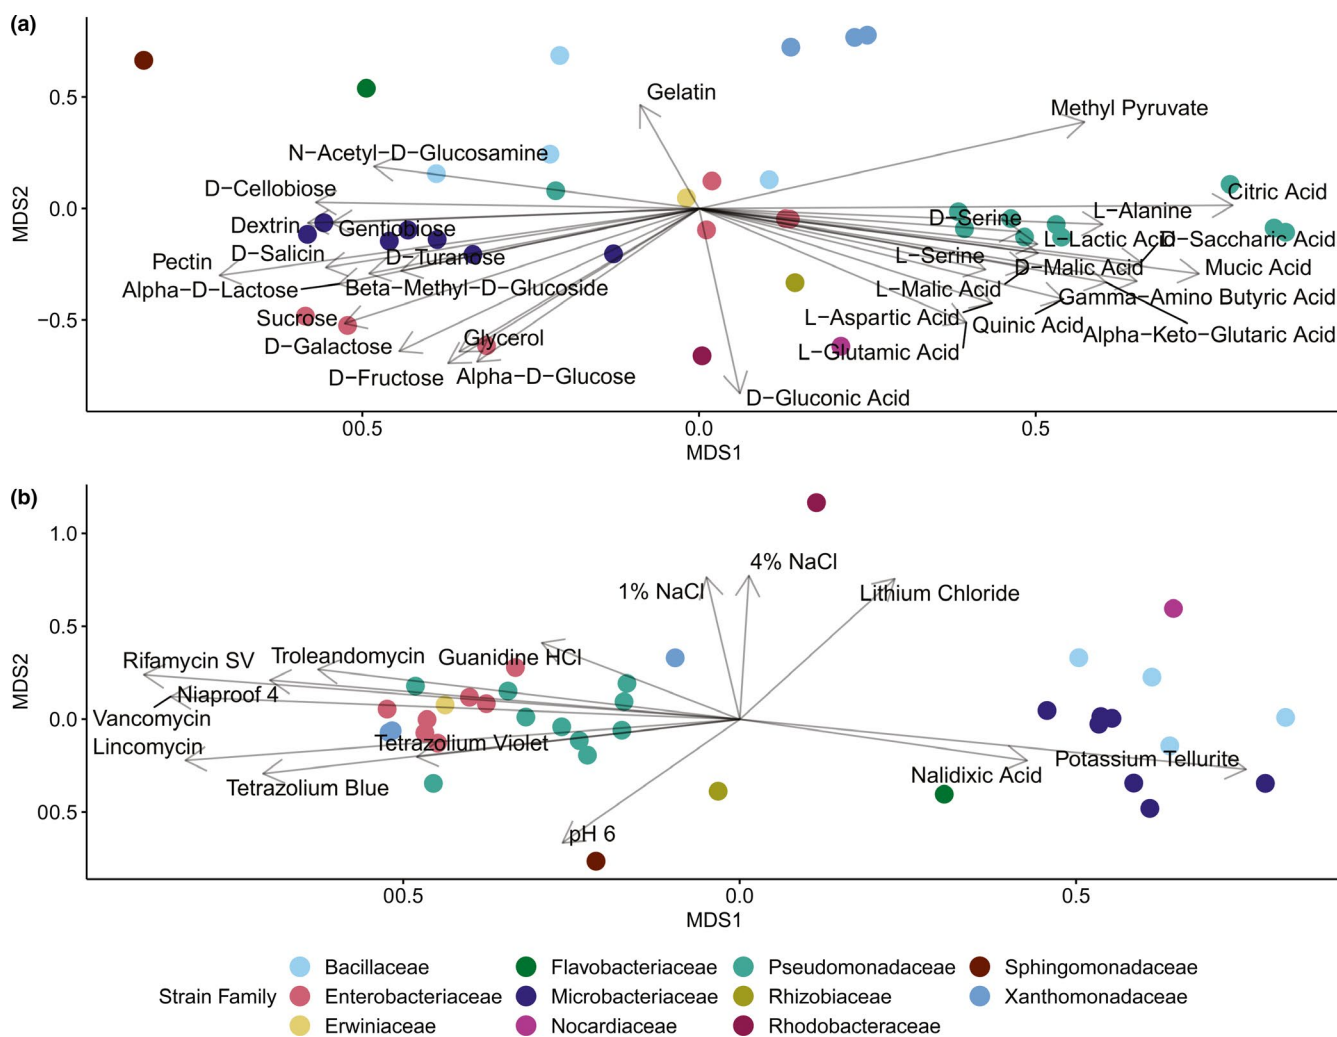 (a)
Gelatin
Methyl Pyruvate
0.5
N−Acetyl−D−Glucosamine
D−Cellobiose
Citric Acid
0.0
D−Serine
L−Alanine
Dextrin
Gentiobiose
L−Lactic Acid
D−Saccharic Acid
D−Salicin
D−Turanose
L−Serine
D−Malic Acid
Mucic Acid
Pectin
Alpha−D−Lactose
Beta−Methyl−D−Glucoside
L−Malic Acid
Gamma−Amino Butyric Acid
−0.5
Sucrose
L−Aspartic Acid
Quinic Acid
Alpha−Keto−Glutaric Acid
D−Galactose
Glycerol
L−Glutamic Acid
D−Fructose
Alpha−D−Glucose
D−Gluconic Acid
MDS2
00.5
0.0
0.5
MDS1
(b)
1.0
4% NaCl
1% NaCl
Lithium Chloride
0.5
Rifamycin SV
Troleandomycin
Guanidine HCl
Niaproof 4
0.0
Vancomycin
Lincomycin
Tetrazolium Violet
Potassium Tellurite
Nalidixic Acid
Tetrazolium Blue
00.5
pH 6
MDS2
00.5
0.0
0.5
MDS1
Strain Family
Bacillaceae
Enterobacteriaceae
Erwiniaceae
Flavobacteriaceae
Microbacteriaceae
Nocardiaceae
Pseudomonadaceae
Rhizobiaceae
Rhodobacteraceae
Sphingomonadaceae
Xanthomonadaceae